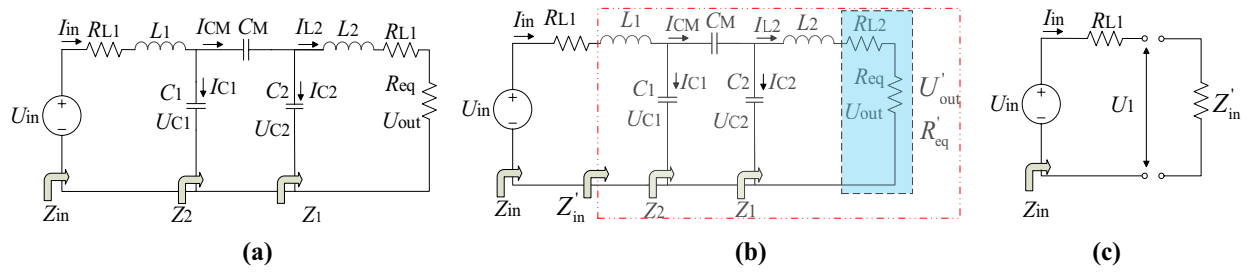 Iin RL1 L1 ICM CM IL2 L2 RL1
Uin + − C1 IC1 UC1 C2 IC2 UC2 Req Uout
Zin Z2 Z1
(a)
Iin RL1 L1 ICM CM IL2 L2 RL2
Uin + − C1 IC1 UC1 C2 IC2 UC2 Req Uout U'out R'eq
Zin Z'in Z2 Z1
(b)
Iin RL1
Uin + − U1 Z'in
Zin
(c)